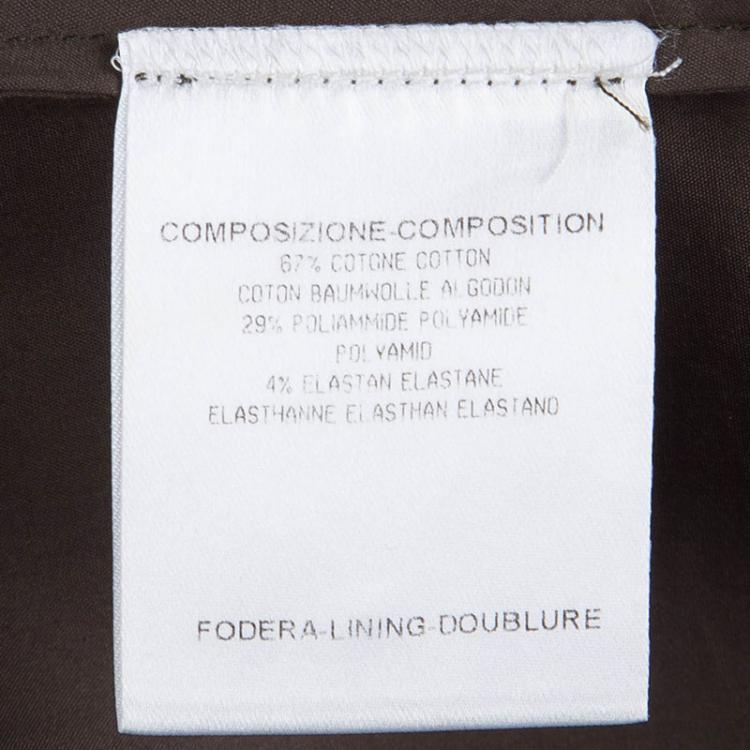 COMPOSIZIONE-COMPOSITION
67% COTONE COTTON
COTON BAUMWOLLE ALGODON
29% POLIAMMIDE POLYAMIDE
POLYAMID
4% ELASTAN ELASTANE
ELASTHANNE ELASTHAN ELASTANO
FODERA-LINING-DOUBLURE